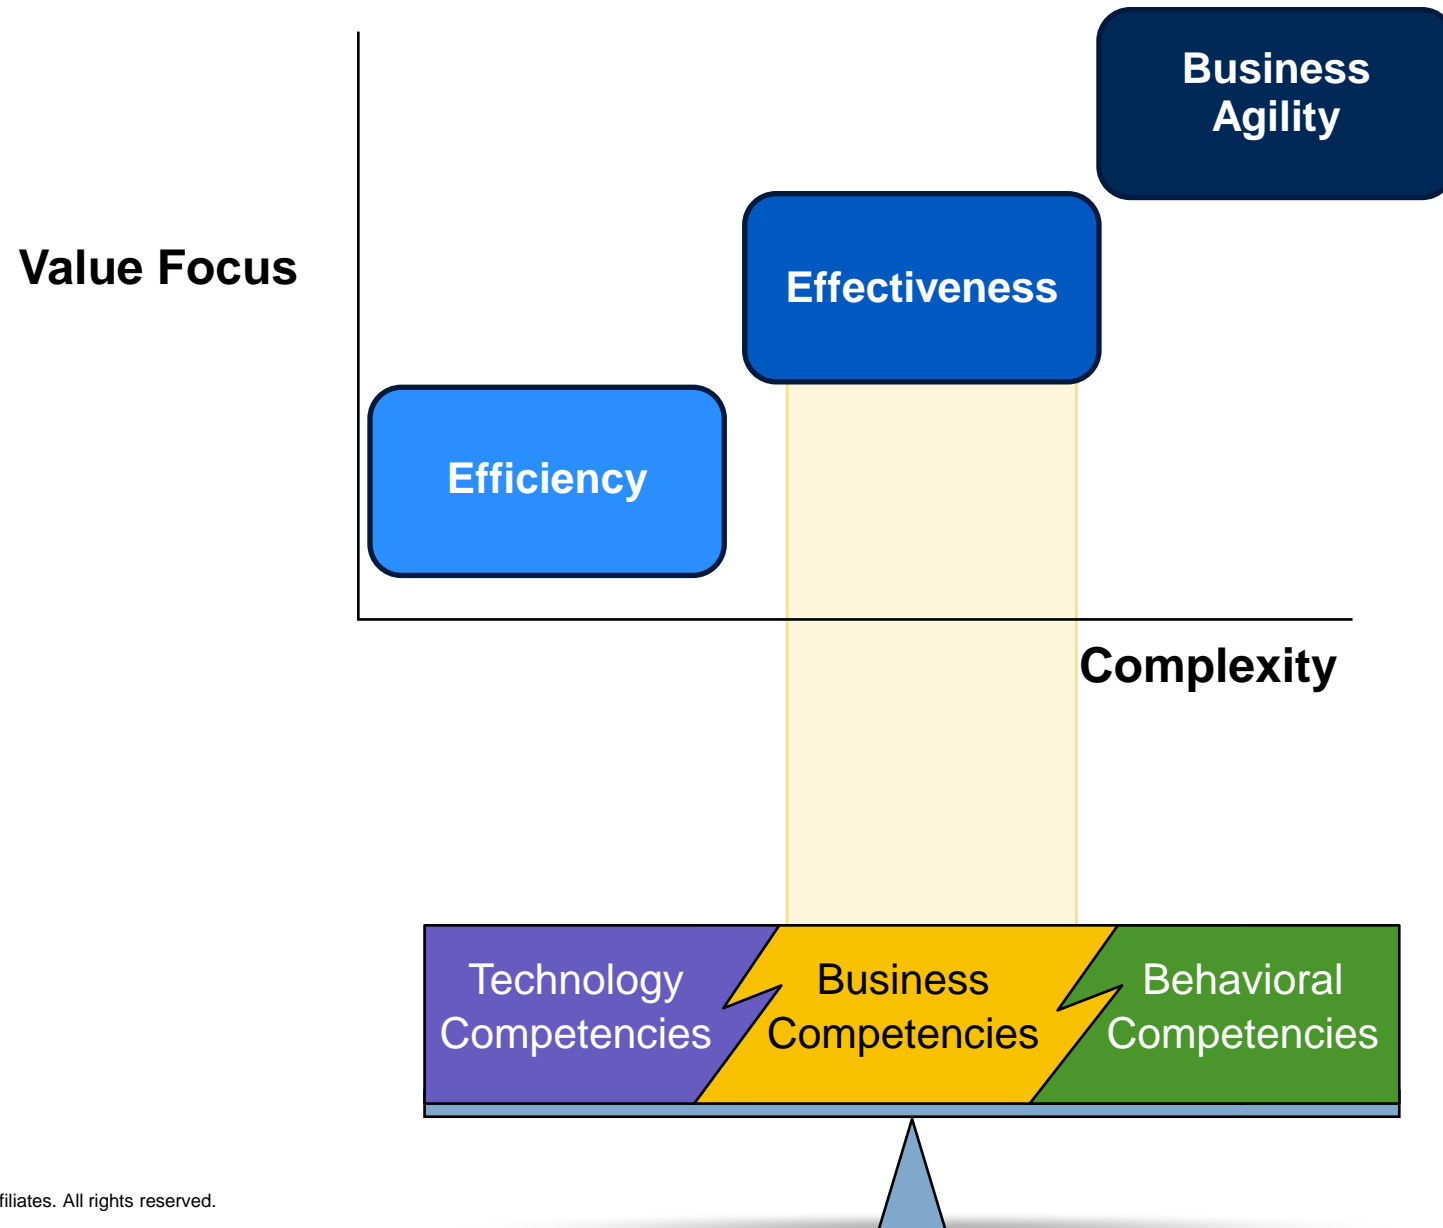 Business
Agility
Effectiveness
Value Focus
Efficiency
Complexity
Technology
Competencies
Business
Competencies
Behavioral
Competencies
filiates. All rights reserved.